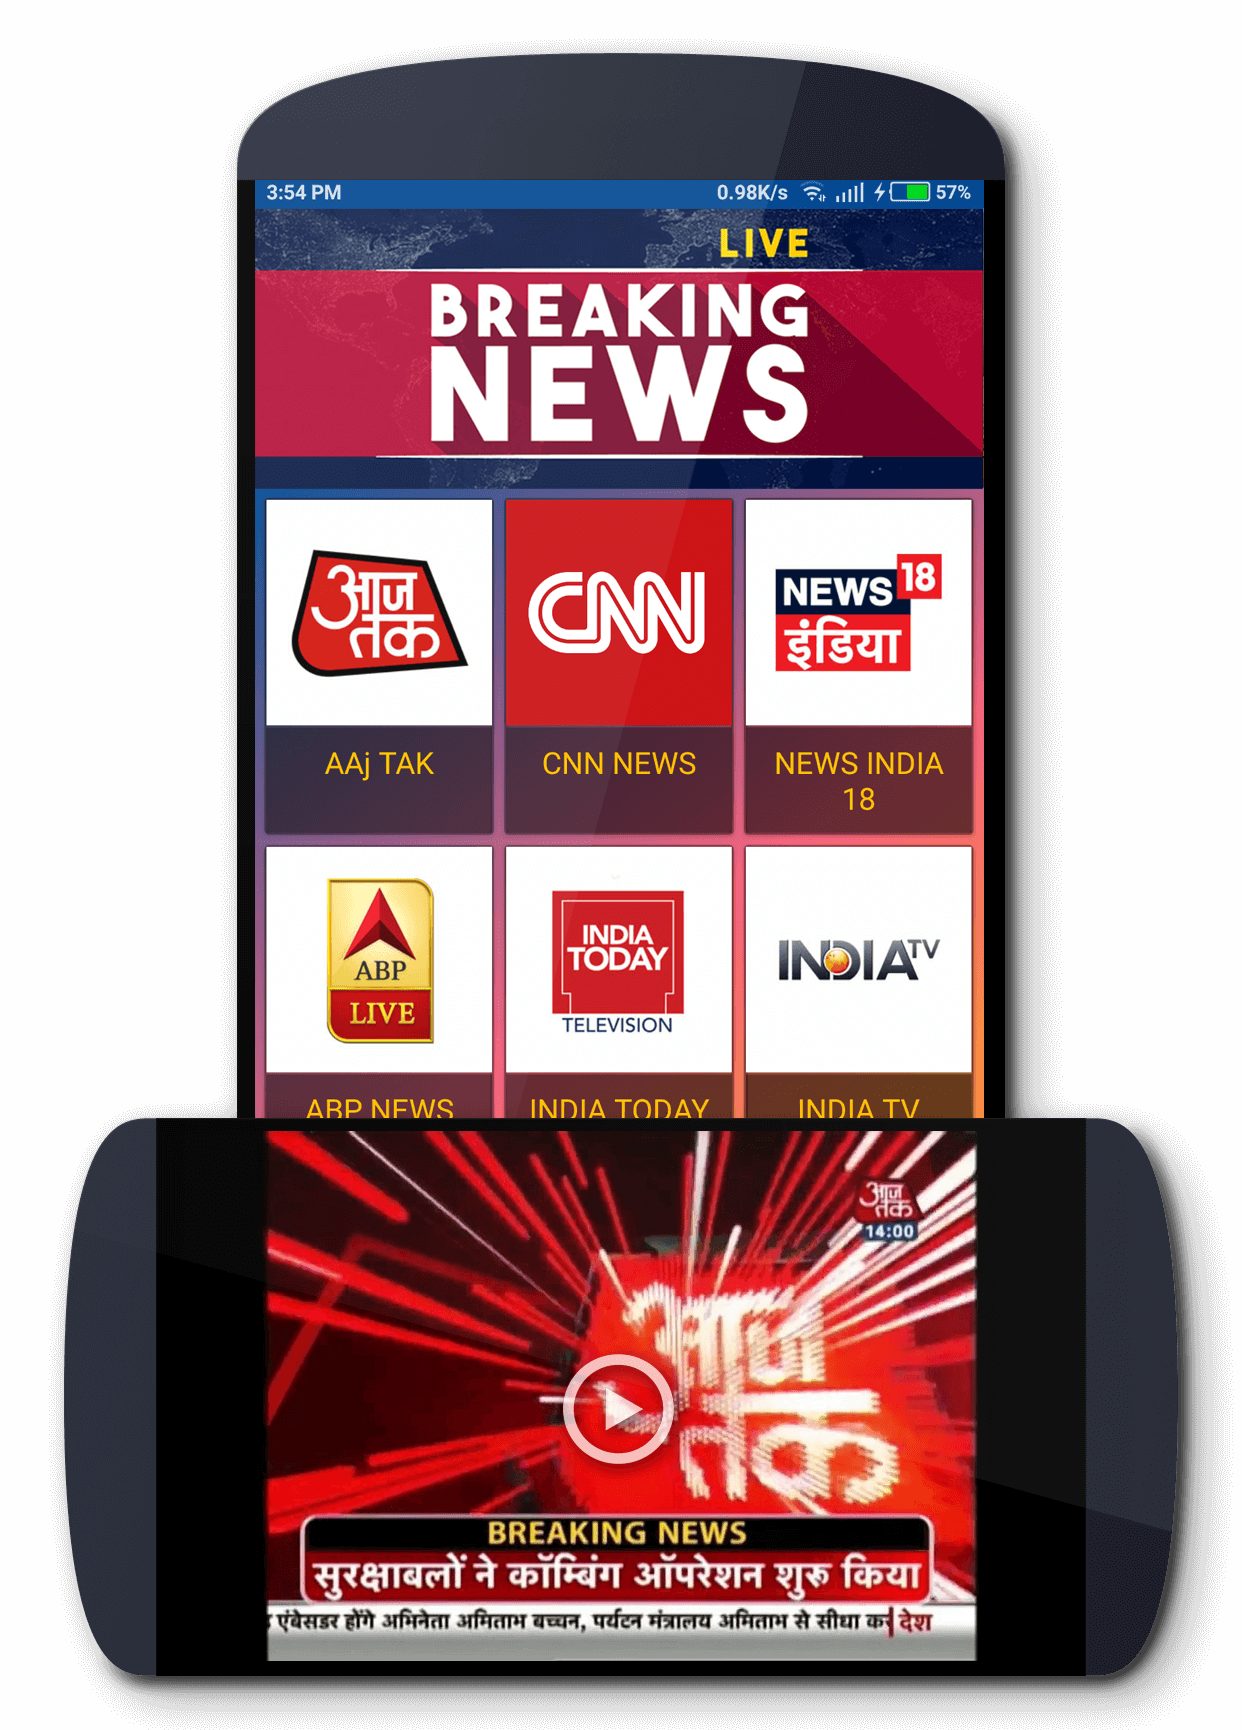 3:54 PM 0.98K/s 57%
LIVE
BREAKING
NEWS
आज
तक
CNN
NEWS 18
इंडिया
AAj TAK
CNN NEWS
NEWS INDIA
18
ABP
LIVE
INDIA
TODAY
TELEVISION
INDIA TV
ABP NEWS
INDIA TODAY
INDIA TV
आज
तक
14:00
आज
तक
BREAKING NEWS
सुरक्षाबलों ने कॉम्बिंग ऑपरेशन शुरू किया
एंबेसडर होंगे अभिनेता अमिताभ बच्चन, पर्यटन मंत्रालय अमिताभ से सीधा कर देश